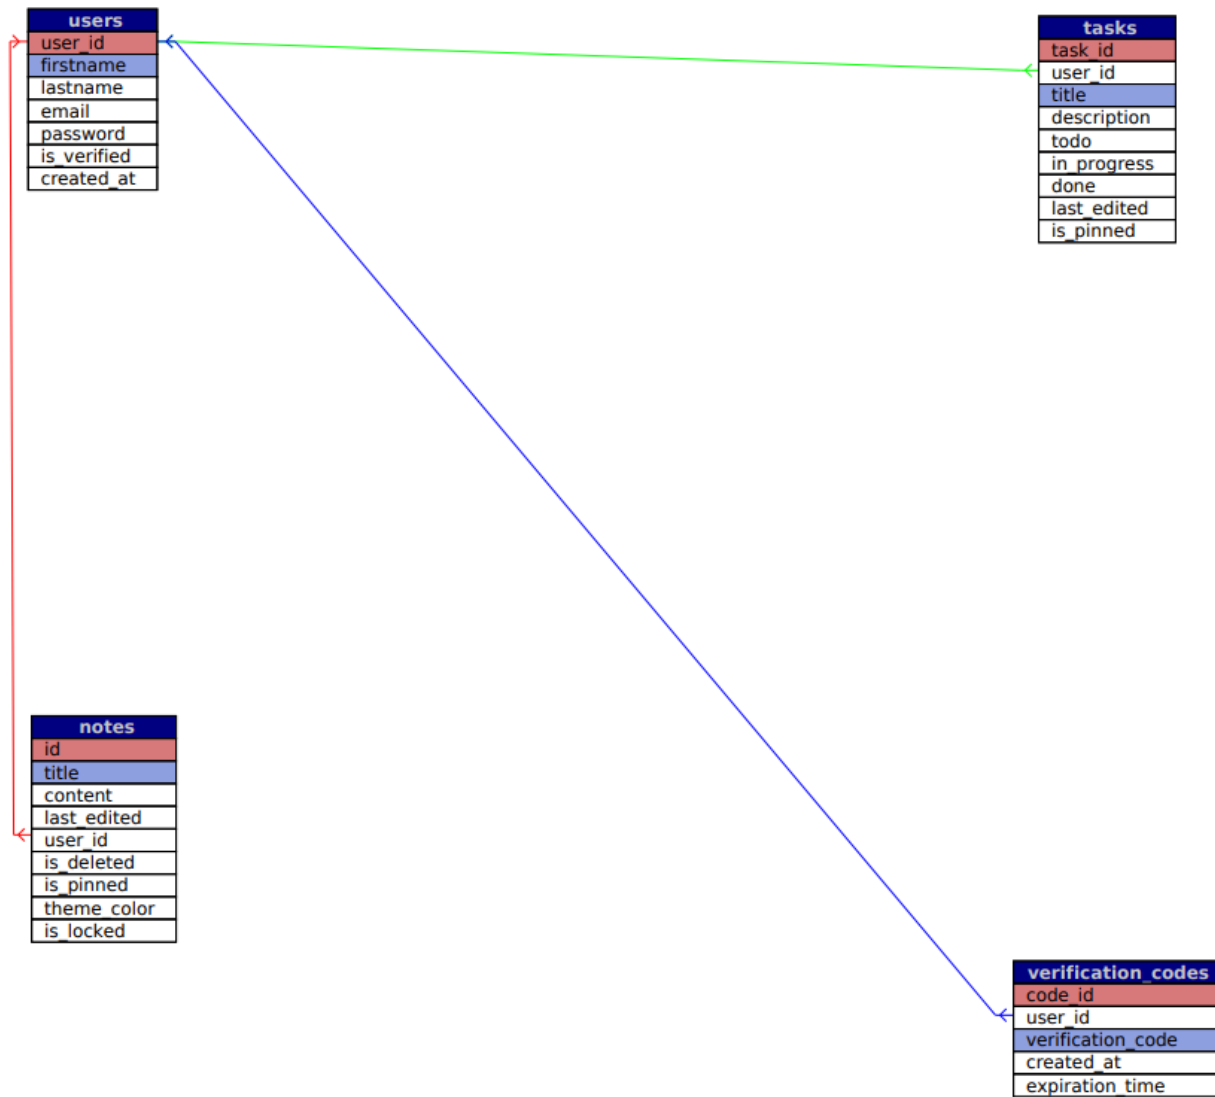 users
user_id
firstname
lastname
email
password
is_verified
created_at
tasks
task_id
user_id
title
description
todo
in_progress
done
last_edited
is_pinned
notes
id
title
content
last_edited
user_id
is_deleted
is_pinned
theme_color
is_locked
verification_codes
code_id
user_id
verification_code
created_at
expiration_time